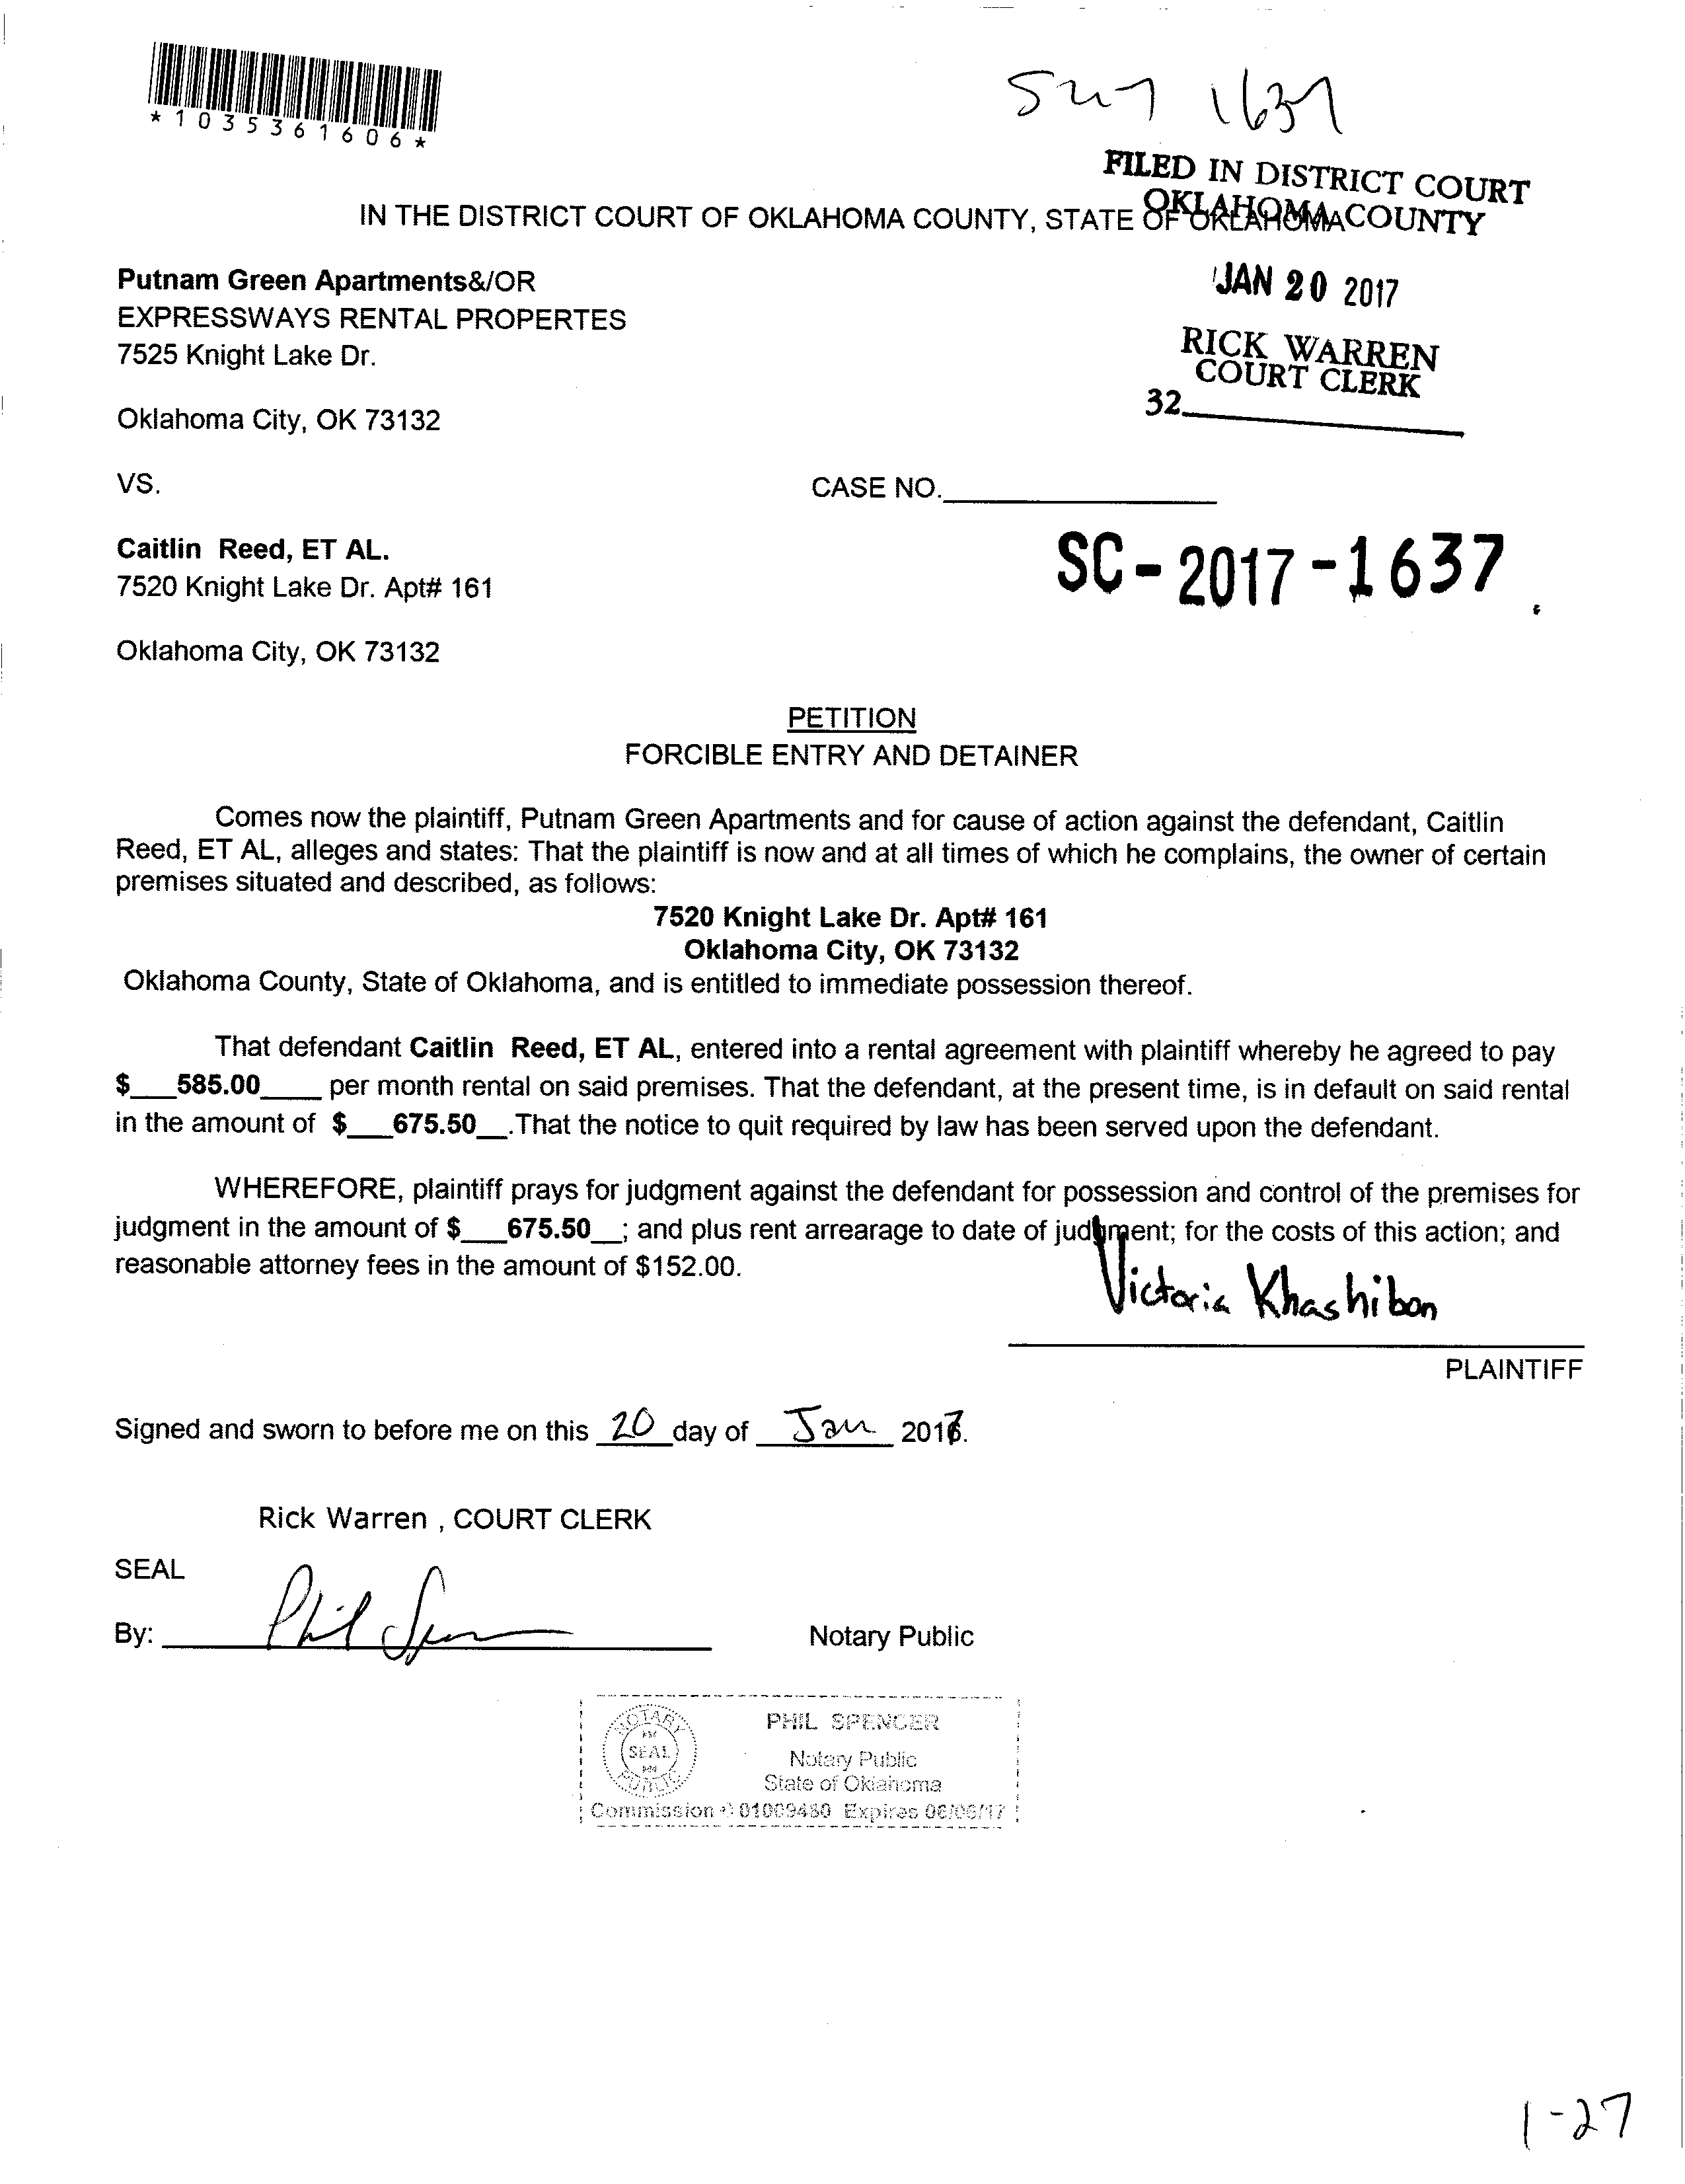 *1035361606*
1637
FILED IN DISTRICT COURT
OKLAHOMA COUNTY
IN THE DISTRICT COURT OF OKLAHOMA COUNTY, STATE OF OKLAHOMA
Putnam Green Apartments&/OR
JAN 20 2017
EXPRESSWAYS RENTAL PROPERTES
7525 Knight Lake Dr.
RICK WARREN
COURT CLERK
32
Oklahoma City, OK 73132
VS.
CASE NO.
Caitlin Reed, ET AL.
SC-2017-1637
7520 Knight Lake Dr. Apt# 161
Oklahoma City, OK 73132
PETITION
FORCIBLE ENTRY AND DETAINER
Comes now the plaintiff, Putnam Green Apartments and for cause of action against the defendant, Caitlin
Reed, ET AL, alleges and states: That the plaintiff is now and at all times of which he complains, the owner of certain
premises situated and described, as follows:
7520 Knight Lake Dr. Apt# 161
Oklahoma City, OK 73132
Oklahoma County, State of Oklahoma, and is entitled to immediate possession thereof.
That defendant Caitlin Reed, ET AL, entered into a rental agreement with plaintiff whereby he agreed to pay
$___585.00____ per month rental on said premises. That the defendant, at the present time, is in default on said rental
in the amount of $___675.50__.That the notice to quit required by law has been served upon the defendant.
WHEREFORE, plaintiff prays for judgment against the defendant for possession and control of the premises for
judgment in the amount of $___675.50__; and plus rent arrearage to date of judgment; for the costs of this action; and
reasonable attorney fees in the amount of $152.00.
Victoria Khashibon
PLAINTIFF
Signed and sworn to before me on this 20 day of Jan 2017.
Rick Warren , COURT CLERK
SEAL
By: Phil Spencer
Notary Public
NOTARY
SEAL
PUBLIC
PHIL SPENCER
Notary Public
State of Oklahoma
Commission # 01009480 Expires 06/06/17
1-27